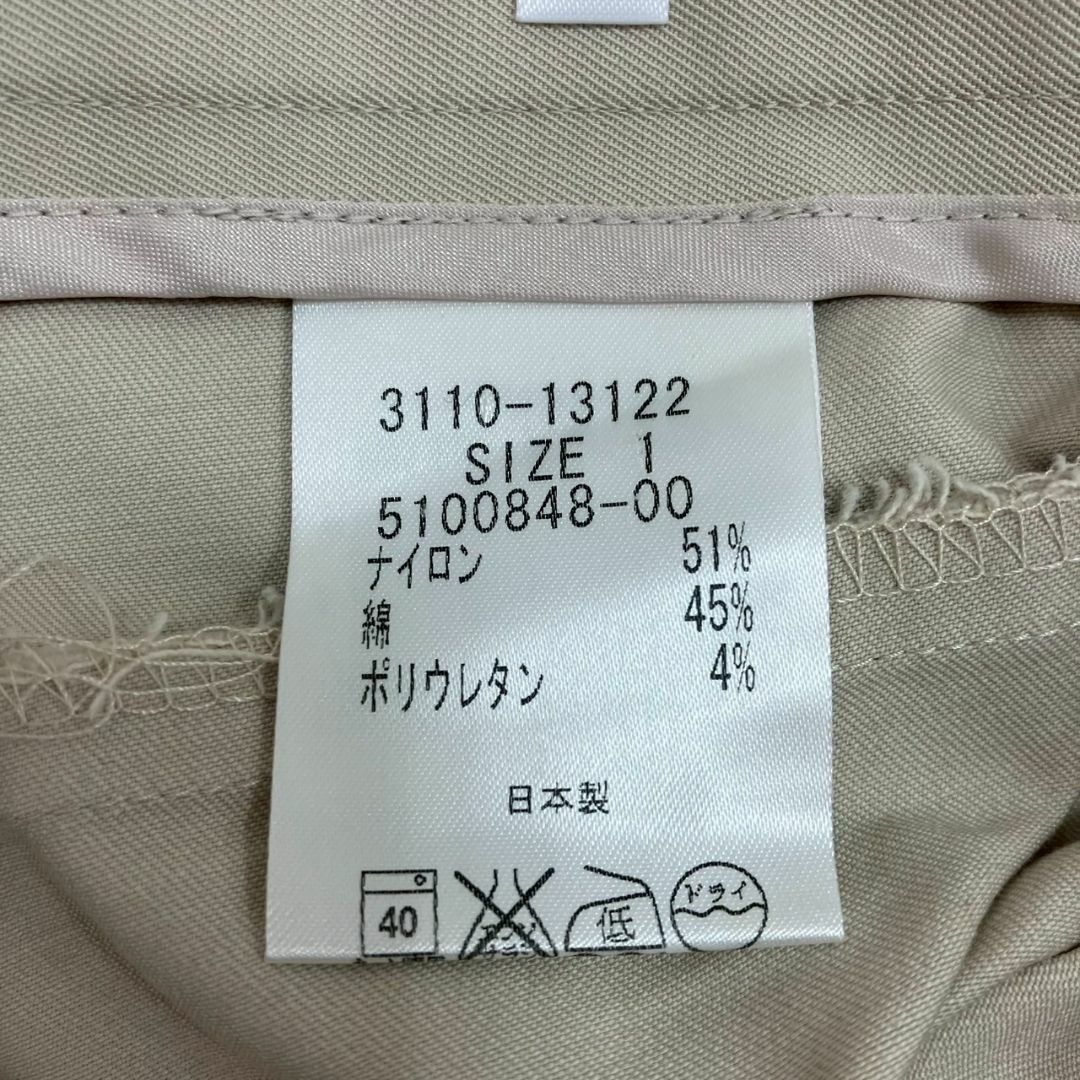 3110-13122
SIZE 1
5100848-00
ナイロン 51%
綿 45%
ポリウレタン 4%
日本製
40 低 ドライ